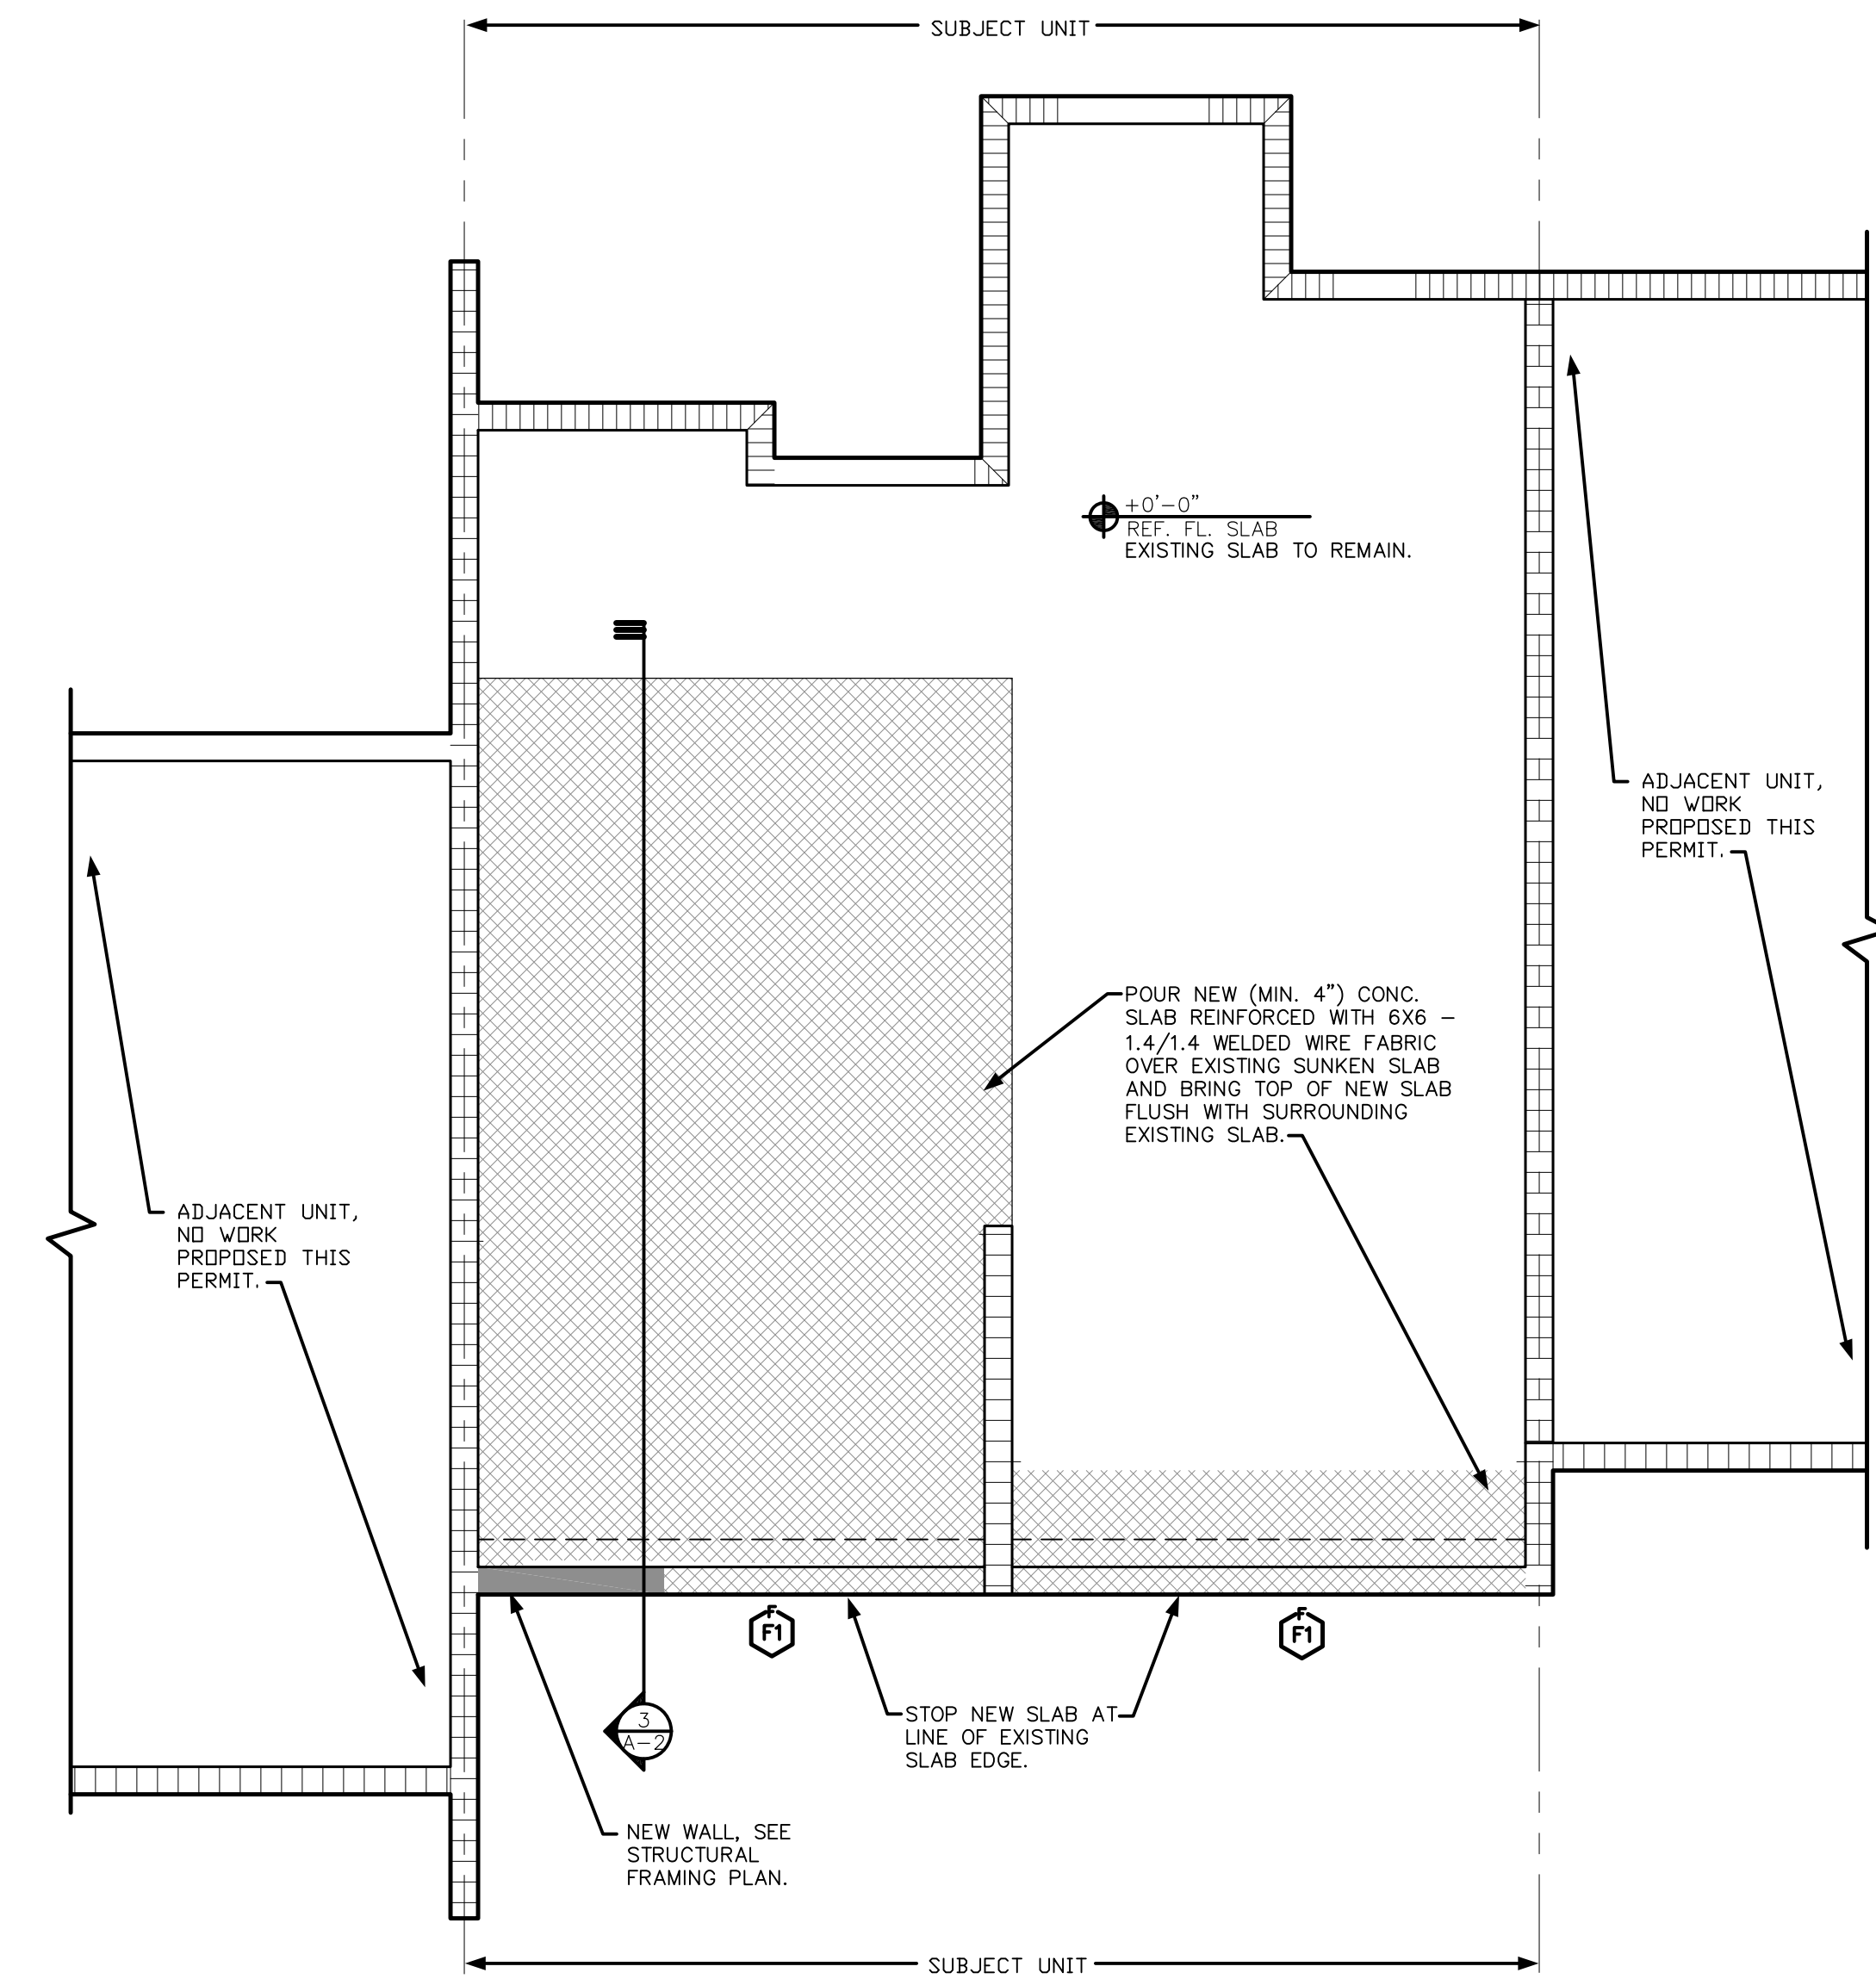 SUBJECT UNIT
+0'-0"
REF. FL. SLAB
EXISTING SLAB TO REMAIN.
ADJACENT UNIT,
NO WORK
PROPOSED THIS
PERMIT.
POUR NEW (MIN. 4") CONC.
SLAB REINFORCED WITH 6X6 –
1.4/1.4 WELDED WIRE FABRIC
OVER EXISTING SUNKEN SLAB
AND BRING TOP OF NEW SLAB
FLUSH WITH SURROUNDING
EXISTING SLAB.
ADJACENT UNIT,
NO WORK
PROPOSED THIS
PERMIT.
F
F1
F
F1
3
A-2
STOP NEW SLAB AT
LINE OF EXISTING
SLAB EDGE.
NEW WALL, SEE
STRUCTURAL
FRAMING PLAN.
SUBJECT UNIT